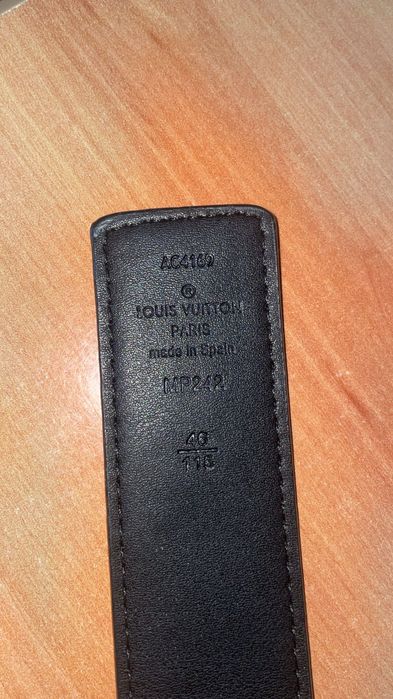 AC4169
®
LOUIS VUITTON
PARIS
made in Spain
MP242
46
115